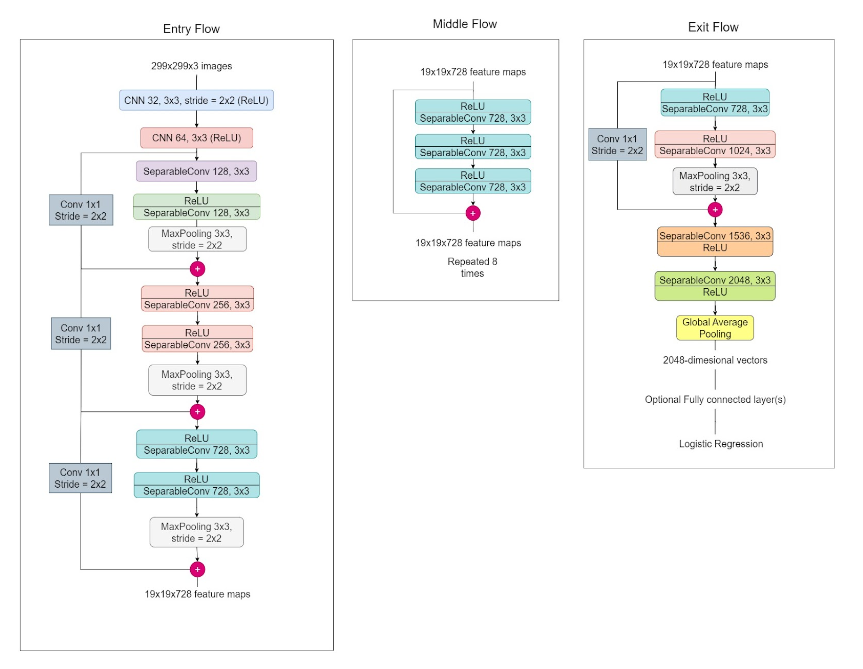 Entry Flow
299x299x3 images
CNN 32, 3x3, stride = 2x2 (ReLU)
CNN 64, 3x3 (ReLU)
SeparableConv 128, 3x3
Conv 1x1
Stride = 2x2
ReLU
SeparableConv 128, 3x3
MaxPooling 3x3,
stride = 2x2
+
ReLU
SeparableConv 256, 3x3
Conv 1x1
Stride = 2x2
ReLU
SeparableConv 256, 3x3
MaxPooling 3x3,
stride = 2x2
+
ReLU
SeparableConv 728, 3x3
Conv 1x1
Stride = 2x2
ReLU
SeparableConv 728, 3x3
MaxPooling 3x3,
stride = 2x2
+
19x19x728 feature maps
Middle Flow
19x19x728 feature maps
ReLU
SeparableConv 728, 3x3
ReLU
SeparableConv 728, 3x3
ReLU
SeparableConv 728, 3x3
+
19x19x728 feature maps
Repeated 8
times
Exit Flow
19x19x728 feature maps
ReLU
SeparableConv 728, 3x3
Conv 1x1
Stride = 2x2
ReLU
SeparableConv 1024, 3x3
MaxPooling 3x3,
stride = 2x2
+
SeparableConv 1536, 3x3
ReLU
SeparableConv 2048, 3x3
ReLU
Global Average
Pooling
2048-dimesional vectors
Optional Fully connected layer(s)
Logistic Regression